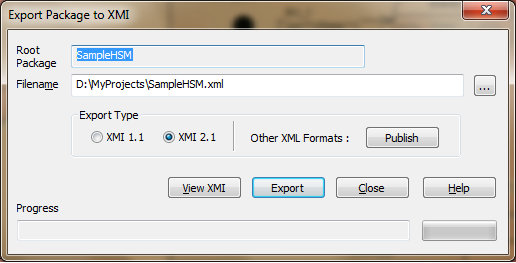 Export Package to XMI
Root Package
SampleHSM
Filename
D:\MyProjects\SampleHSM.xml
...
Export Type
XMI 1.1
XMI 2.1
Other XML Formats :
Publish
View XMI
Export
Close
Help
Progress